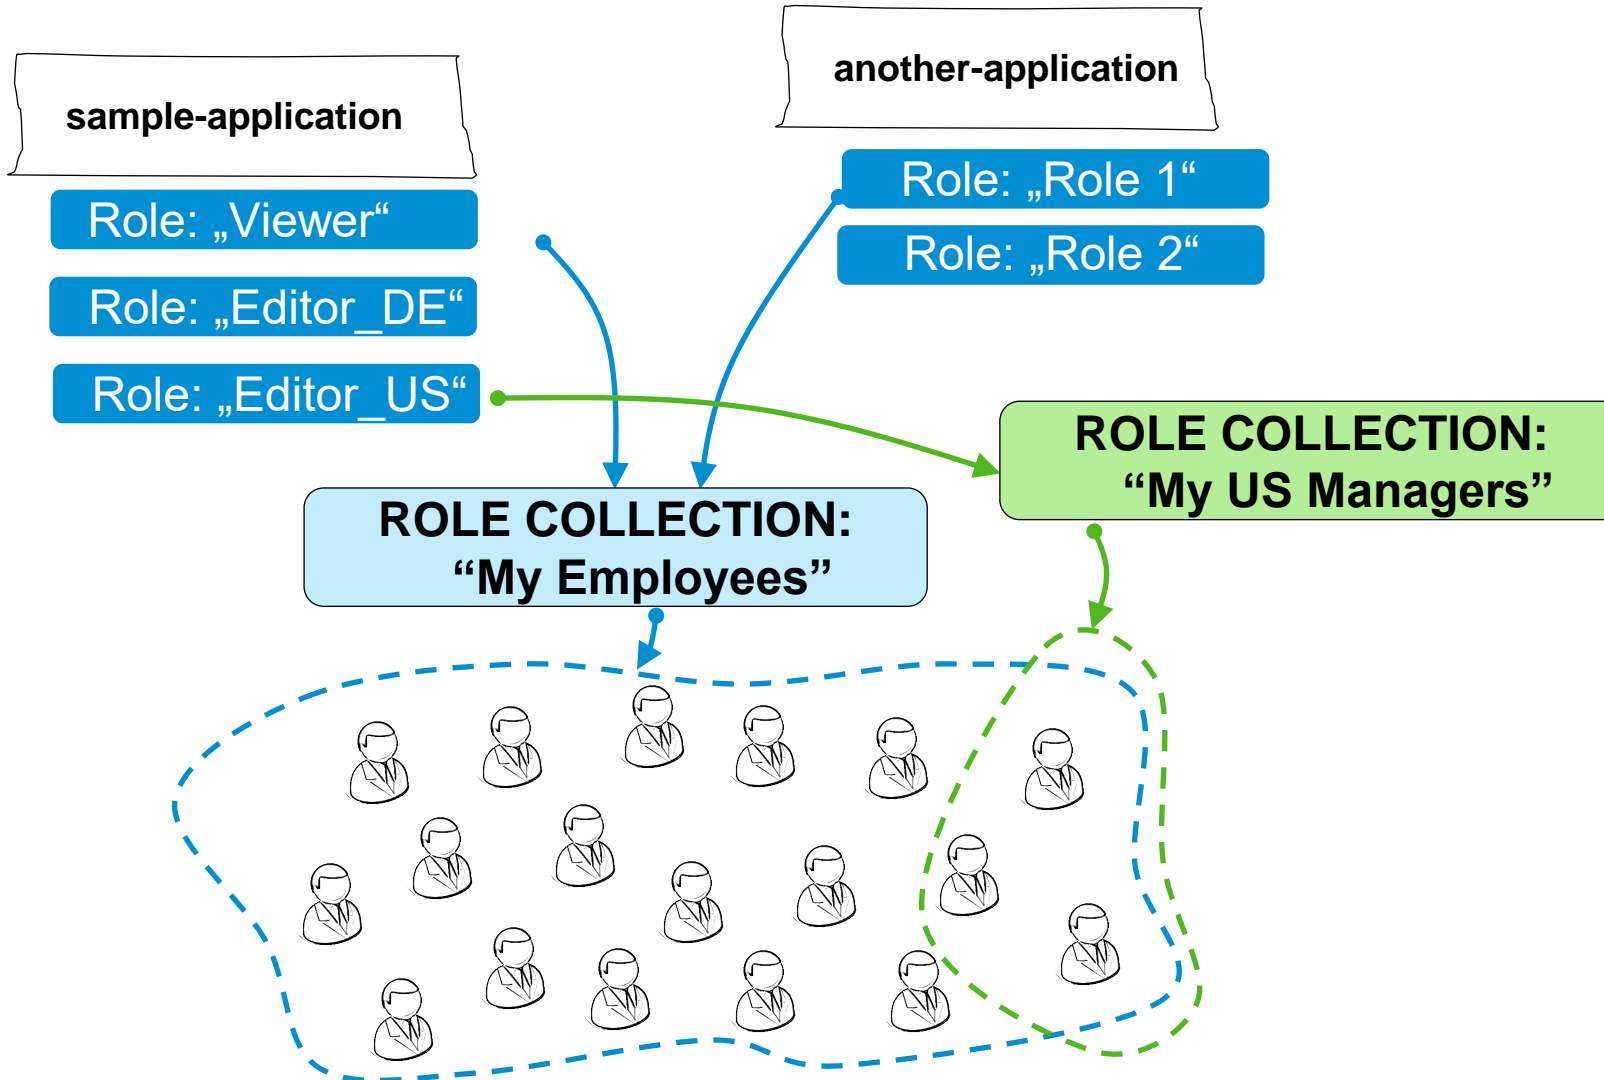 sample-application
Role: „Viewer“
Role: „Editor_DE“
Role: „Editor_US“
another-application
Role: „Role 1“
Role: „Role 2“
ROLE COLLECTION:
“My US Managers”
ROLE COLLECTION:
“My Employees”